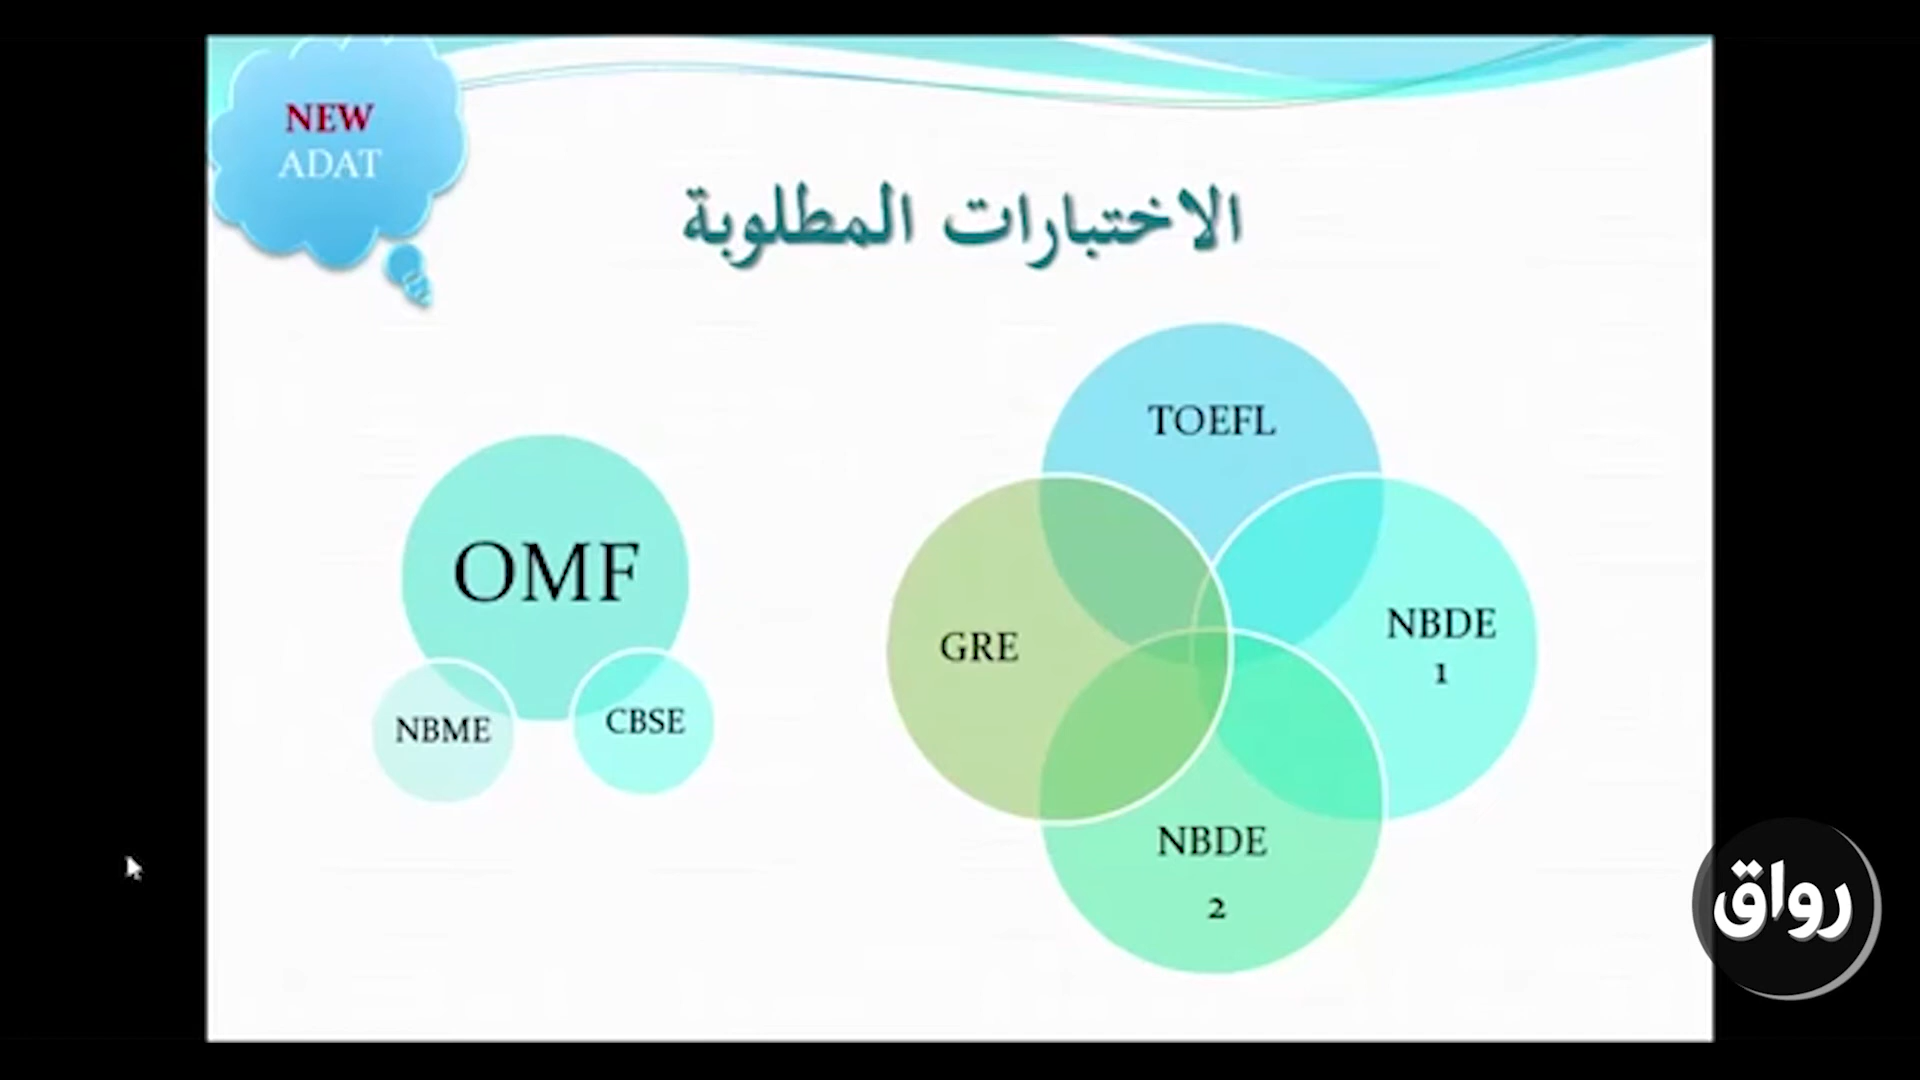 NEW
ADAT
الاختبارات المطلوبة
TOEFL
GRE
NBDE
1
NBDE
2
OMF
NBME
CBSE
رواق